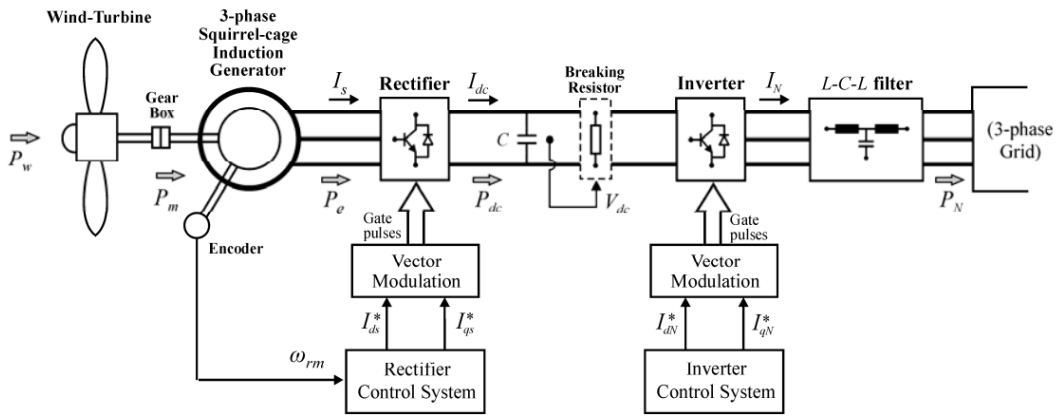 Wind-Turbine
3-phase
Squirrel-cage
Induction
Generator
Gear
Box
I_s
Rectifier
I_dc
Breaking
Resistor
Inverter
I_N
L-C-L filter
(3-phase
Grid)
C
P_w
P_m
P_e
P_dc
V_dc
P_N
Encoder
Gate
pulses
Gate
pulses
Vector
Modulation
Vector
Modulation
I*_ds
I*_qs
I*_dN
I*_qN
ω_rm
Rectifier
Control System
Inverter
Control System